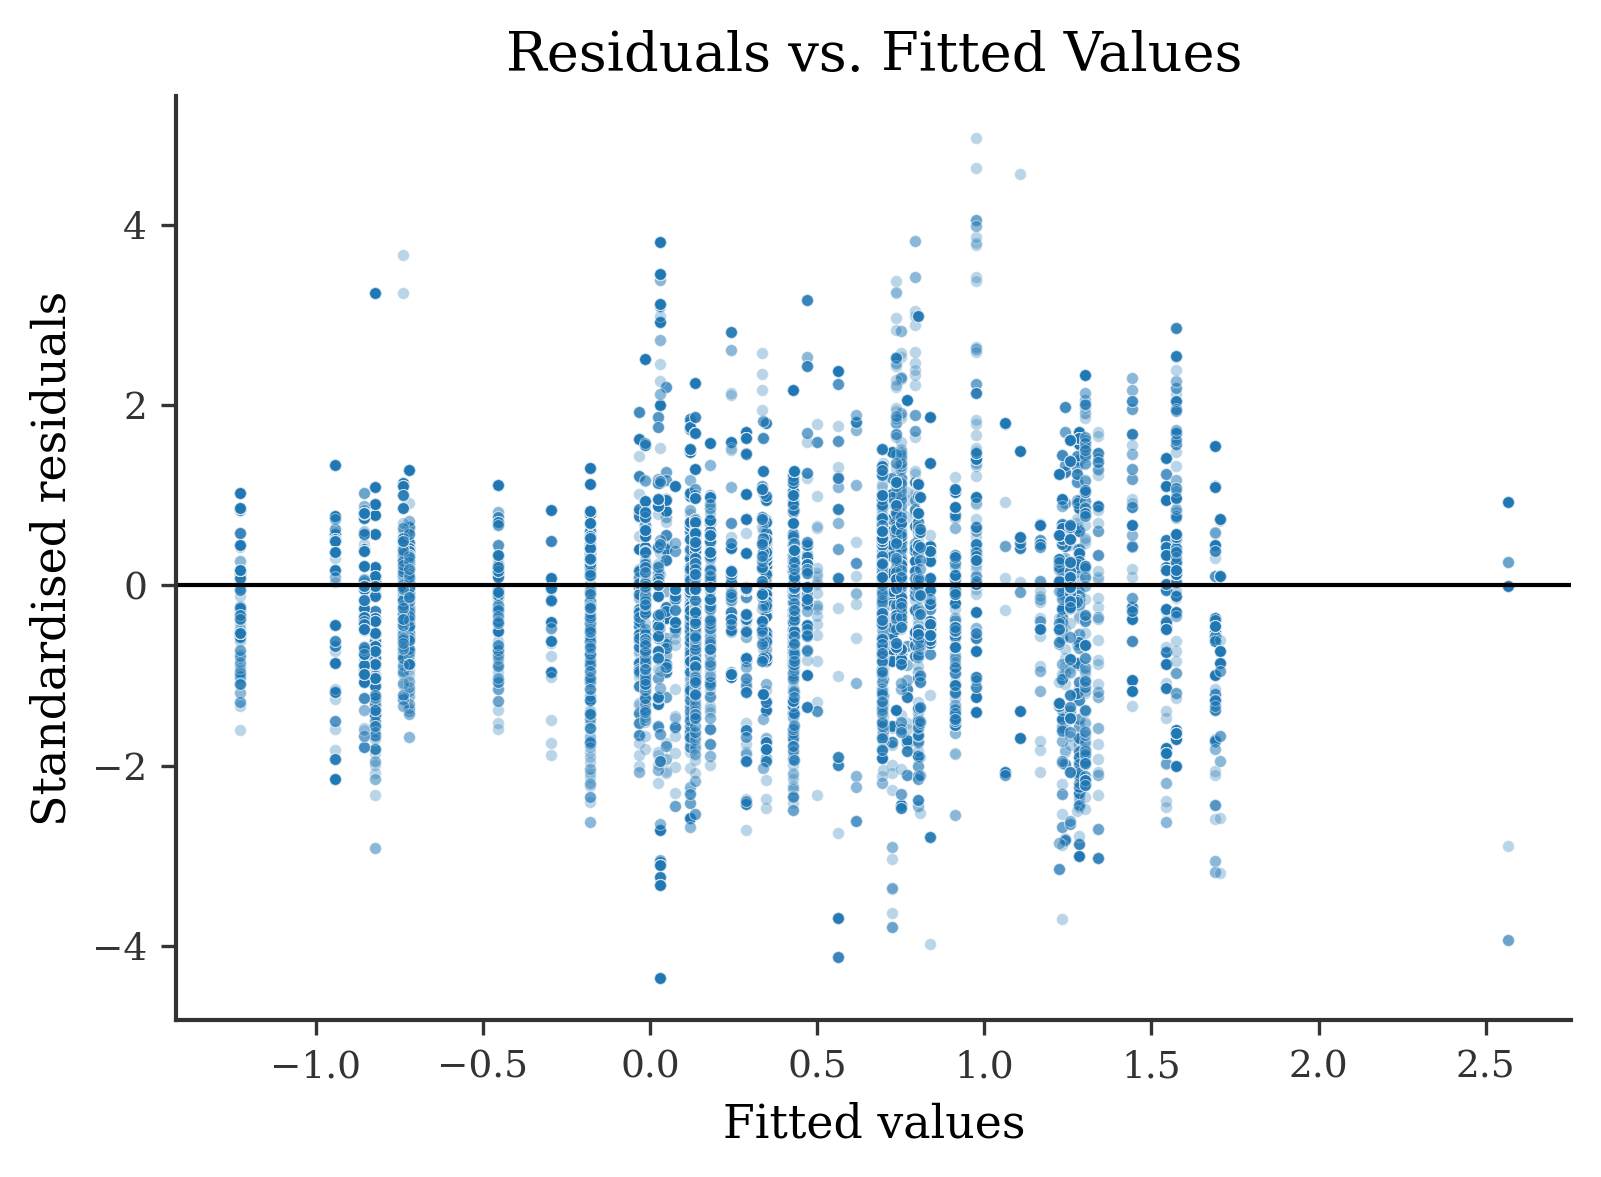 Residuals vs. Fitted Values
Standardised residuals
4
2
0
−2
−4
−1.0 −0.5 0.0 0.5 1.0 1.5 2.0 2.5
Fitted values